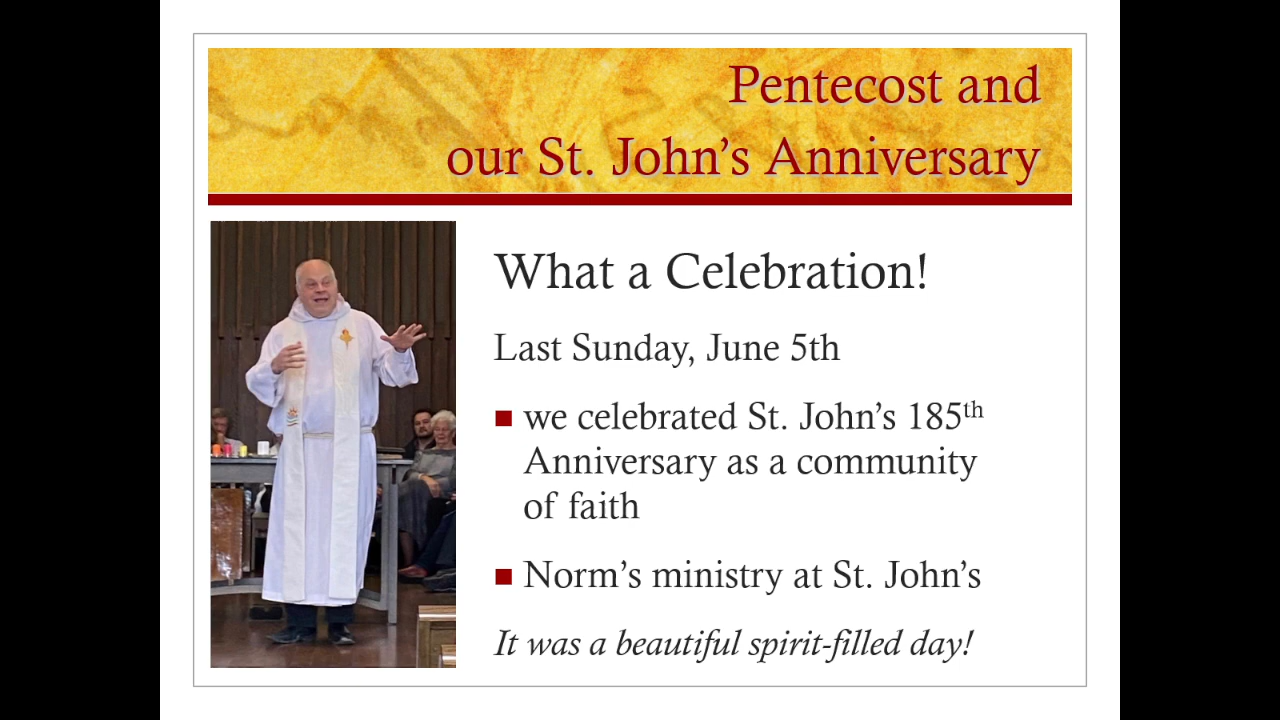 Pentecost and
our St. John's Anniversary
What a Celebration!
Last Sunday, June 5th
■ we celebrated St. John's 185th
Anniversary as a community
of faith
■ Norm's ministry at St. John's
It was a beautiful spirit-filled day!